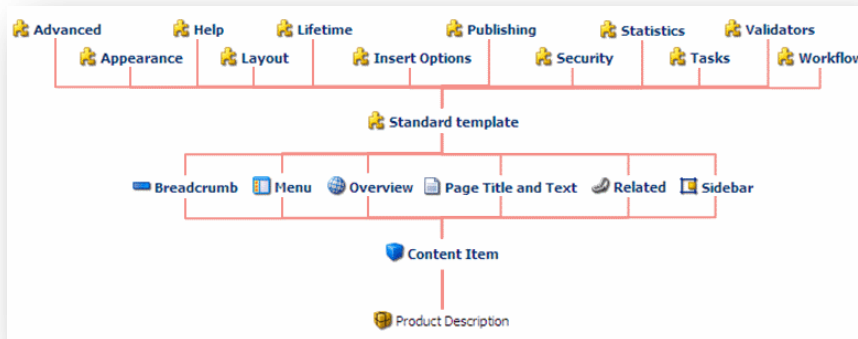 Advanced Help Lifetime Publishing Statistics Validators
Appearance Layout Insert Options Security Tasks Workflow
Standard template
Breadcrumb Menu Overview Page Title and Text Related Sidebar
Content Item
Product Description